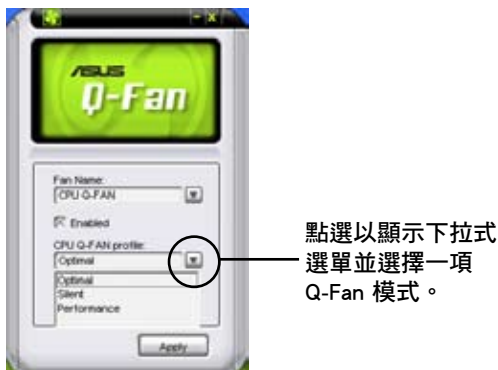 ASUS
Q-Fan
Fan Name:
CPU Q-FAN
Enabled
CPU Q-FAN profile:
Optimal
Optimal
Silent
Performance
Apply
點選以顯示下拉式
選單並選擇一項
Q-Fan 模式。